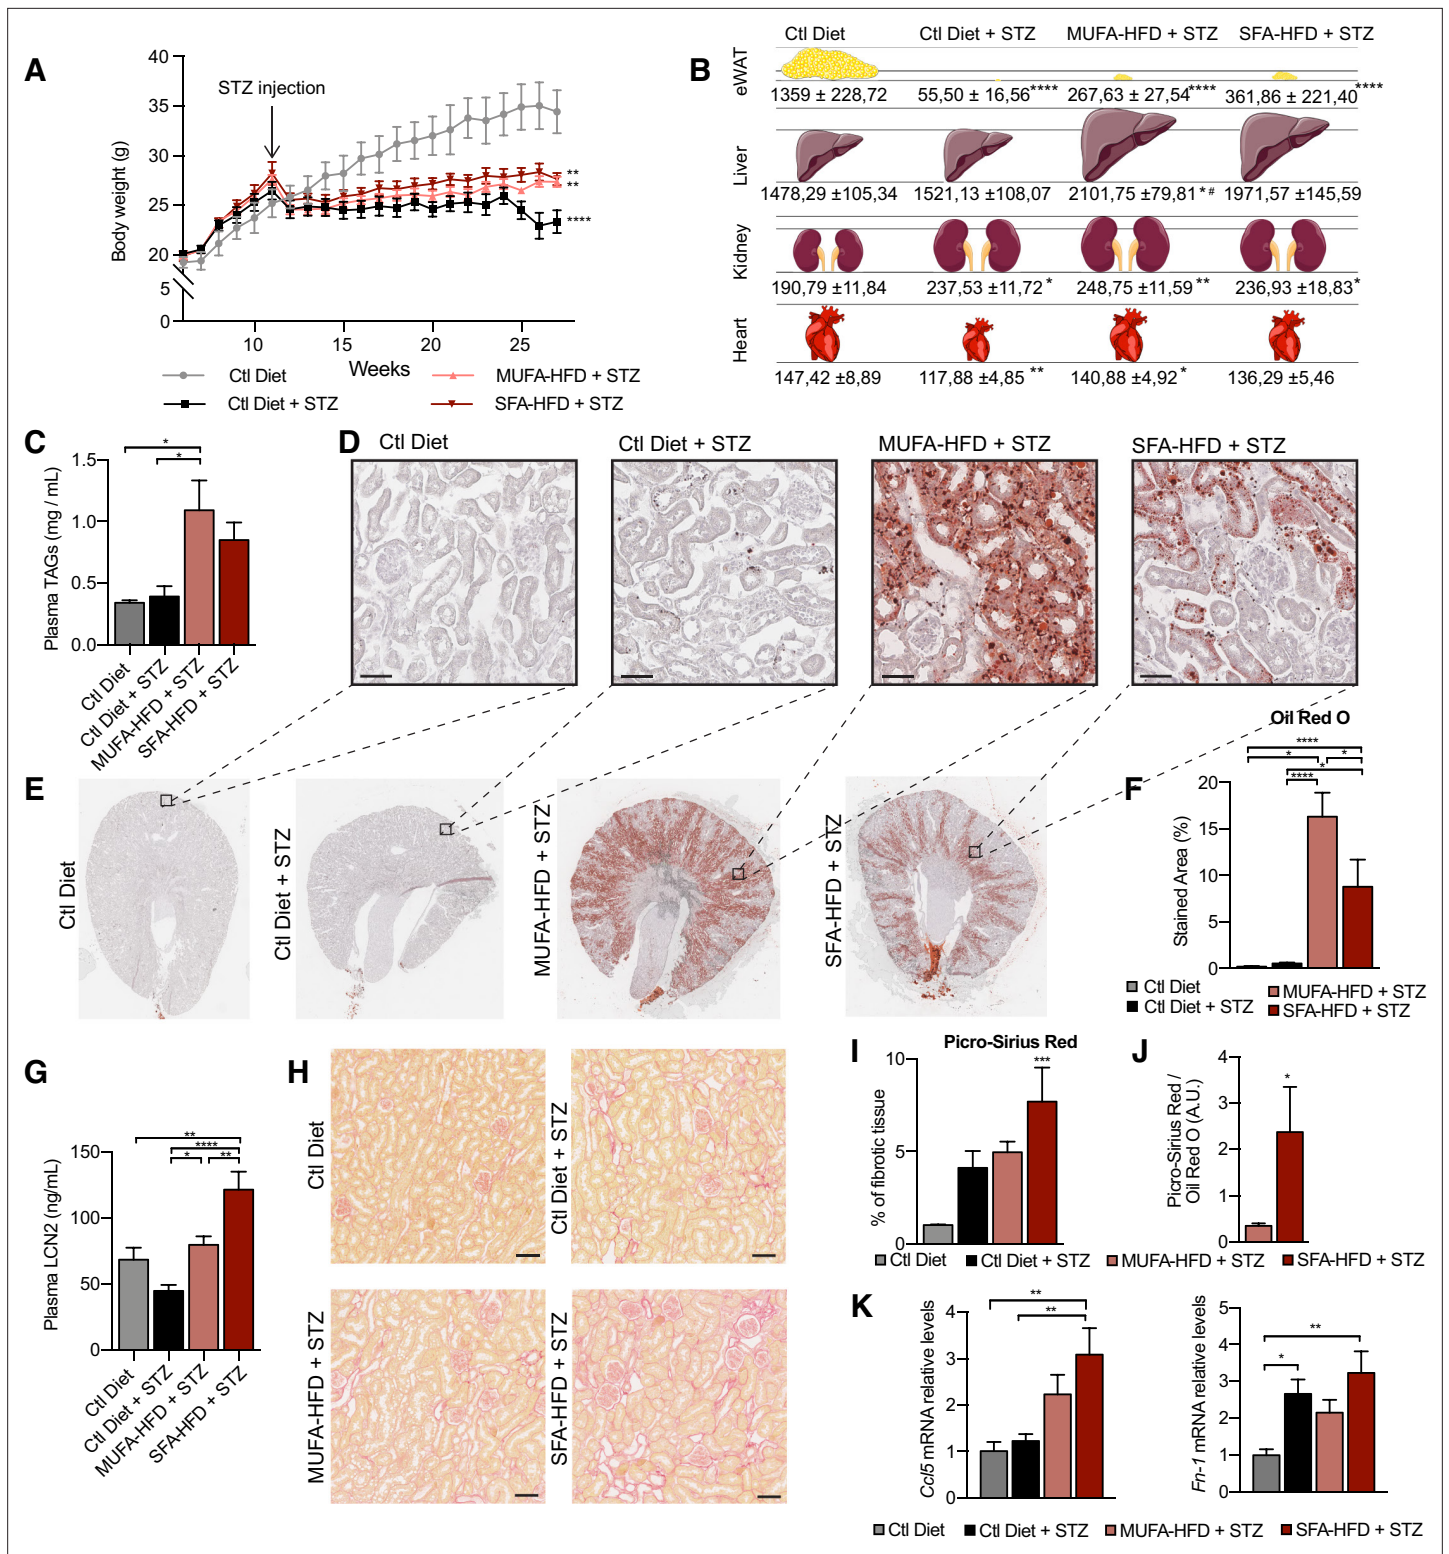 A
STZ injection
Body weight (g)
40
35
30
25
20
5
0
10
15
20
25
Weeks
**
**
****
Ctl Diet
MUFA-HFD + STZ
Ctl Diet + STZ
SFA-HFD + STZ
B
Ctl Diet
Ctl Diet + STZ
MUFA-HFD + STZ
SFA-HFD + STZ
eWAT
1359 ± 228,72
55,50 ± 16,56****
267,63 ± 27,54****
361,86 ± 221,40****
Liver
1478,29 ±105,34
1521,13 ±108,07
2101,75 ±79,81 * #
1971,57 ±145,59
Kidney
190,79 ±11,84
237,53 ±11,72 *
248,75 ±11,59 **
236,93 ±18,83*
Heart
147,42 ±8,89
117,88 ±4,85 **
140,88 ±4,92 *
136,29 ±5,46
C
Plasma TAGs (mg / mL)
1.5
1.0
0.5
0.0
*
*
Ctl Diet
Ctl Diet + STZ
MUFA-HFD + STZ
SFA-HFD + STZ
D
Ctl Diet
Ctl Diet + STZ
MUFA-HFD + STZ
SFA-HFD + STZ
E
Ctl Diet
Ctl Diet + STZ
MUFA-HFD + STZ
SFA-HFD + STZ
F
Oil Red O
****
*
*
*
****
Stained Area (%)
20
15
10
5
0
Ctl Diet
Ctl Diet + STZ
MUFA-HFD + STZ
SFA-HFD + STZ
G
Plasma LCN2 (ng/mL)
150
100
50
0
**
****
*
**
Ctl Diet
Ctl Diet + STZ
MUFA-HFD + STZ
SFA-HFD + STZ
H
Ctl Diet
Ctl Diet + STZ
MUFA-HFD + STZ
SFA-HFD + STZ
I
Picro-Sirius Red
% of fibrotic tissue
10
5
0
***
J
Picro-Sirius Red /
Oil Red O (A.U.)
4
3
2
1
0
*
Ctl Diet
Ctl Diet + STZ
MUFA-HFD + STZ
SFA-HFD + STZ
K
Ccl5 mRNA relative levels
4
3
2
1
0
**
**
Fn-1 mRNA relative levels
5
4
3
2
1
0
**
*
Ctl Diet
Ctl Diet + STZ
MUFA-HFD + STZ
SFA-HFD + STZ